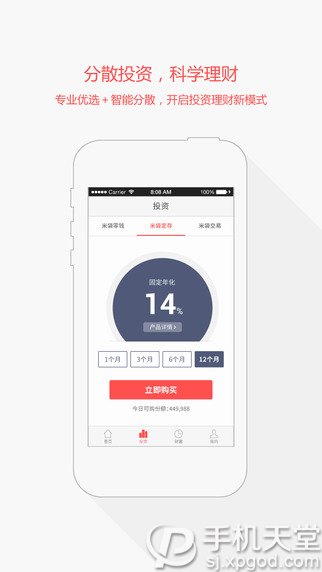 分散投资，科学理财
专业优选＋智能分散，开启投资理财新模式
Carrier 8:08 AM 100%
投资
米袋零钱 米袋定存 米袋交易
固定年化
14%
产品详情 >
1个月 3个月 6个月 12个月
立即购买
今日可购份额：449,988
首页 投资 财富 我的
手机天堂
sj.xpgod.com